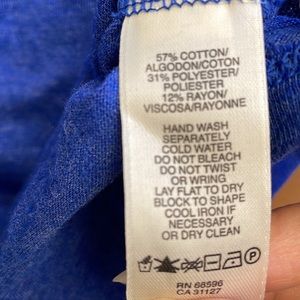 57% COTTON/
ALGODON/COTON
31% POLYESTER/
POLIESTER
12% RAYON/
VISCOSA/RAYONNE
HAND WASH
SEPARATELY
COLD WATER
DO NOT BLEACH
DO NOT TWIST
OR WRING
LAY FLAT TO DRY
BLOCK TO SHAPE
COOL IRON IF
NECESSARY
OR DRY CLEAN
P
RN 68596
CA 31127